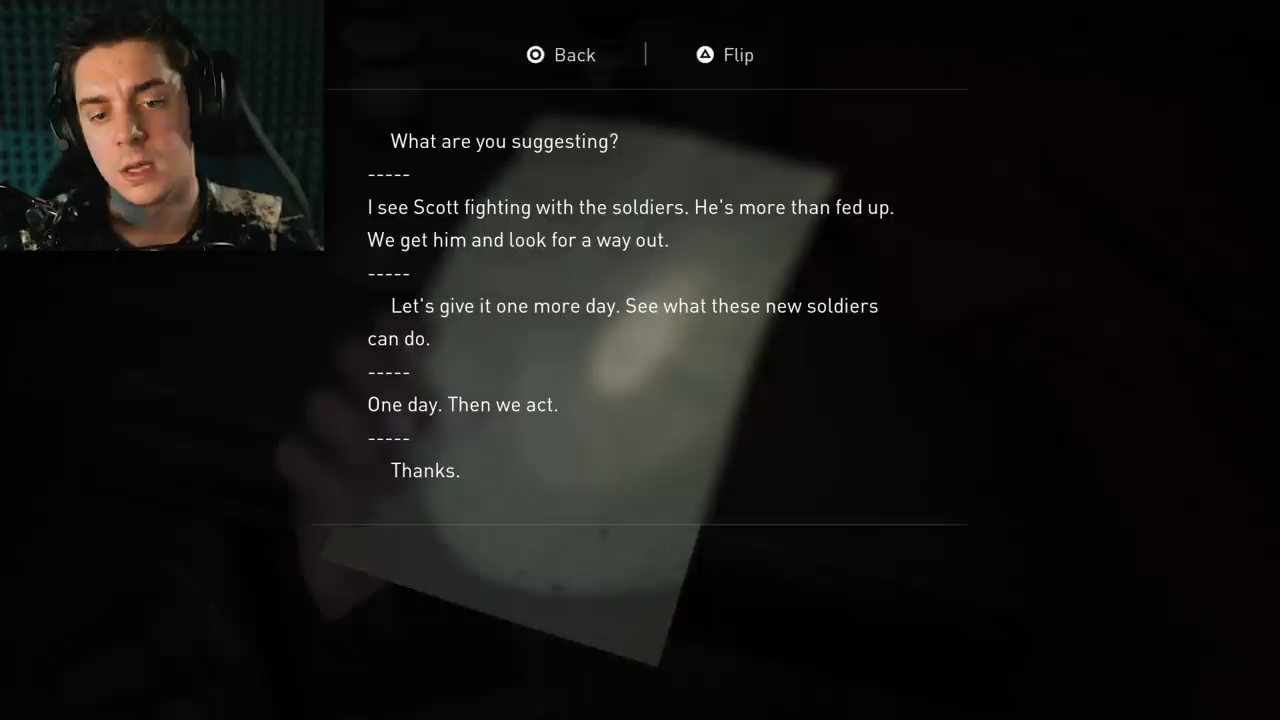 Back | Flip
What are you suggesting?
-----
I see Scott fighting with the soldiers. He's more than fed up.
We get him and look for a way out.
-----
Let's give it one more day. See what these new soldiers
can do.
-----
One day. Then we act.
-----
Thanks.